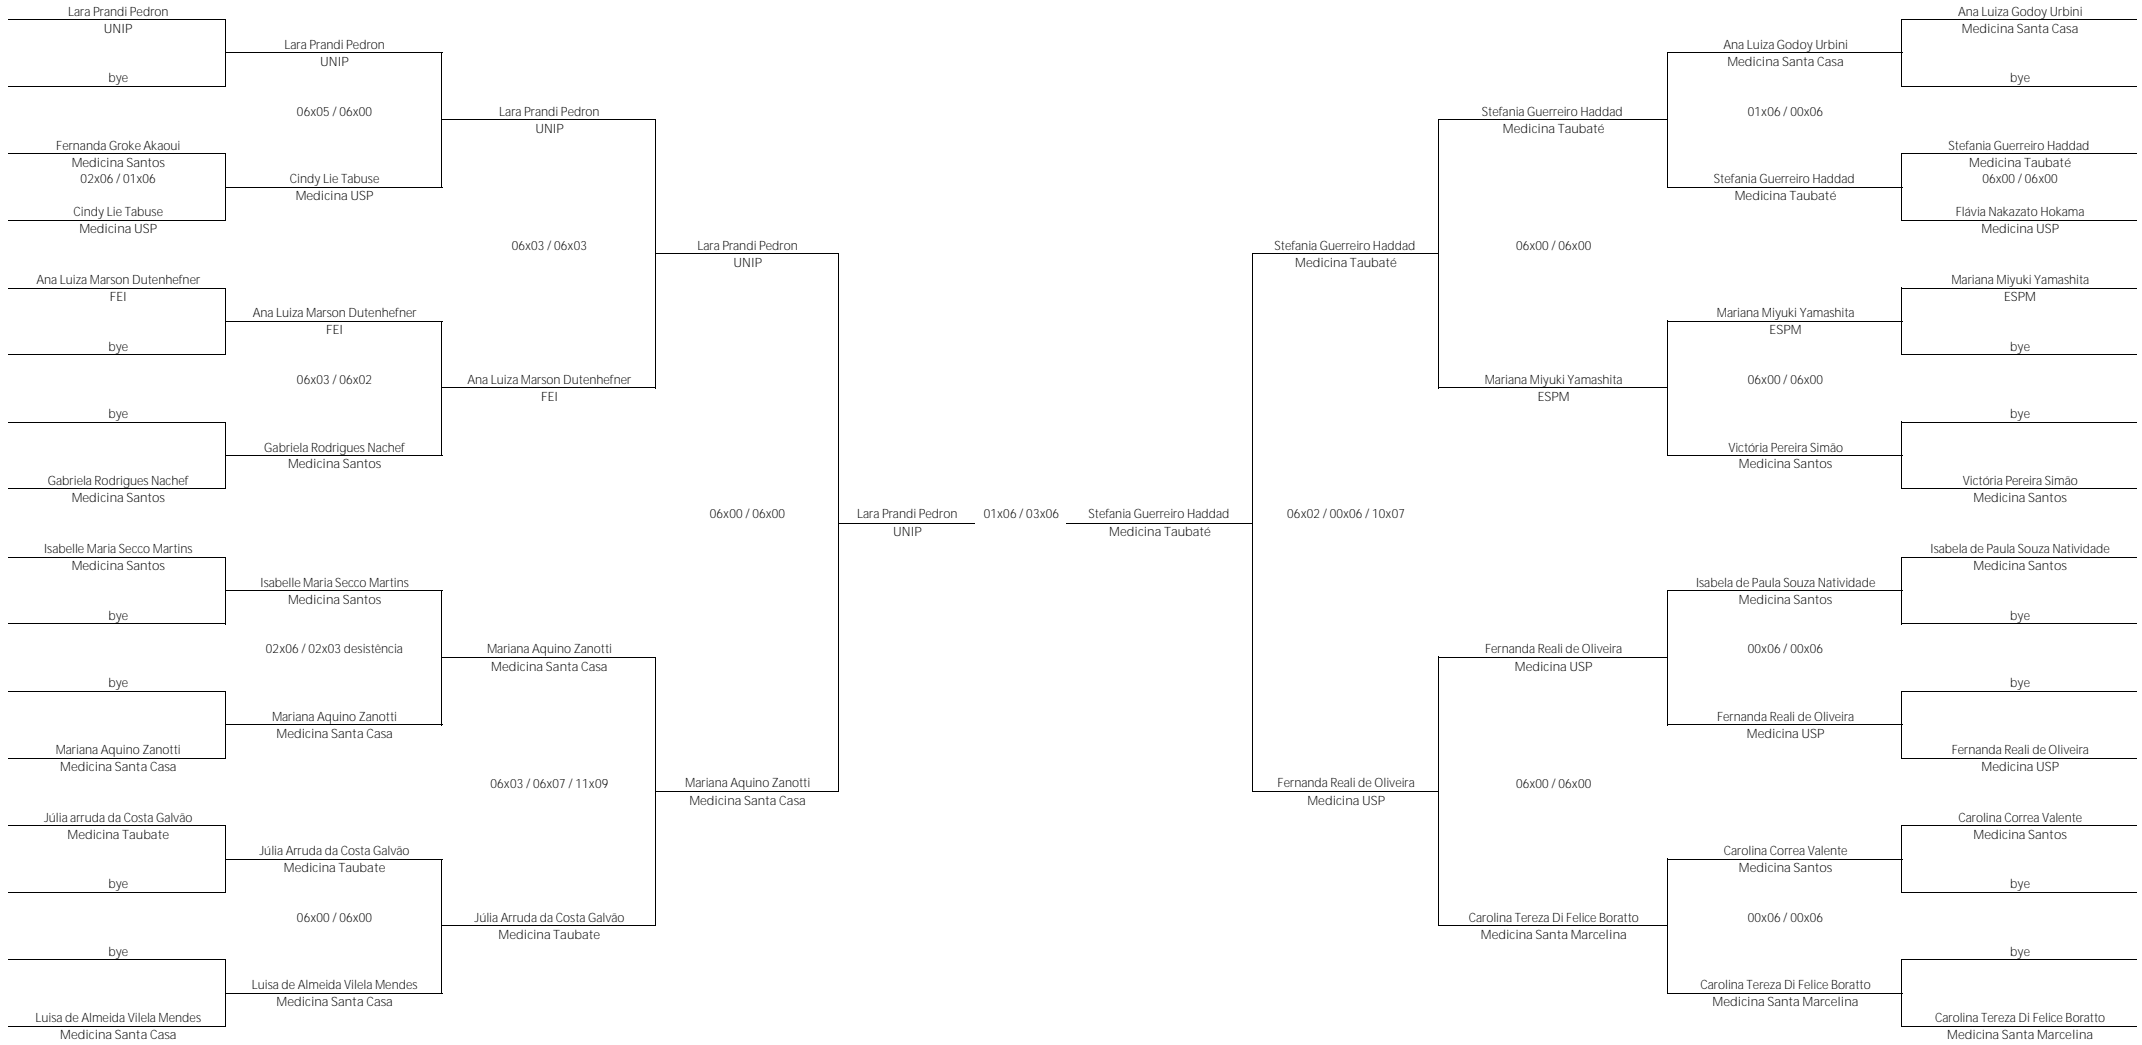 Lara Prandi Pedron
UNIP
bye
Fernanda Groke Akaoui
Medicina Santos
02x06 / 01x06
Cindy Lie Tabuse
Medicina USP
Ana Luiza Marson Dutenhefner
FEI
bye
bye
Gabriela Rodrigues Nachef
Medicina Santos
Isabelle Maria Secco Martins
Medicina Santos
bye
bye
Mariana Aquino Zanotti
Medicina Santa Casa
Júlia arruda da Costa Galvão
Medicina Taubate
bye
bye
Luisa de Almeida Vilela Mendes
Medicina Santa Casa
Lara Prandi Pedron
UNIP
06x05 / 06x00
Cindy Lie Tabuse
Medicina USP
Ana Luiza Marson Dutenhefner
FEI
06x03 / 06x02
Gabriela Rodrigues Nachef
Medicina Santos
Isabelle Maria Secco Martins
Medicina Santos
02x06 / 02x03 desistência
Mariana Aquino Zanotti
Medicina Santa Casa
Júlia Arruda da Costa Galvão
Medicina Taubate
06x00 / 06x00
Luisa de Almeida Vilela Mendes
Medicina Santa Casa
Lara Prandi Pedron
UNIP
06x03 / 06x03
Ana Luiza Marson Dutenhefner
FEI
Mariana Aquino Zanotti
Medicina Santa Casa
06x03 / 06x07 / 11x09
Júlia Arruda da Costa Galvão
Medicina Taubate
Lara Prandi Pedron
UNIP
06x00 / 06x00
Mariana Aquino Zanotti
Medicina Santa Casa
Lara Prandi Pedron
UNIP
01x06 / 03x06
Stefania Guerreiro Haddad
Medicina Taubaté
Stefania Guerreiro Haddad
Medicina Taubaté
06x02 / 00x06 / 10x07
Fernanda Reali de Oliveira
Medicina USP
Stefania Guerreiro Haddad
Medicina Taubaté
06x00 / 06x00
Mariana Miyuki Yamashita
ESPM
Fernanda Reali de Oliveira
Medicina USP
06x00 / 06x00
Carolina Tereza Di Felice Boratto
Medicina Santa Marcelina
Ana Luiza Godoy Urbini
Medicina Santa Casa
01x06 / 00x06
Stefania Guerreiro Haddad
Medicina Taubaté
Mariana Miyuki Yamashita
ESPM
06x00 / 06x00
Victória Pereira Simão
Medicina Santos
Isabela de Paula Souza Natividade
Medicina Santos
00x06 / 00x06
Fernanda Reali de Oliveira
Medicina USP
Carolina Correa Valente
Medicina Santos
00x06 / 00x06
Carolina Tereza Di Felice Boratto
Medicina Santa Marcelina
Ana Luiza Godoy Urbini
Medicina Santa Casa
bye
Stefania Guerreiro Haddad
Medicina Taubaté
06x00 / 06x00
Flávia Nakazato Hokama
Medicina USP
Mariana Miyuki Yamashita
ESPM
bye
bye
Victória Pereira Simão
Medicina Santos
Isabela de Paula Souza Natividade
Medicina Santos
bye
bye
Fernanda Reali de Oliveira
Medicina USP
Carolina Correa Valente
Medicina Santos
bye
bye
Carolina Tereza Di Felice Boratto
Medicina Santa Marcelina